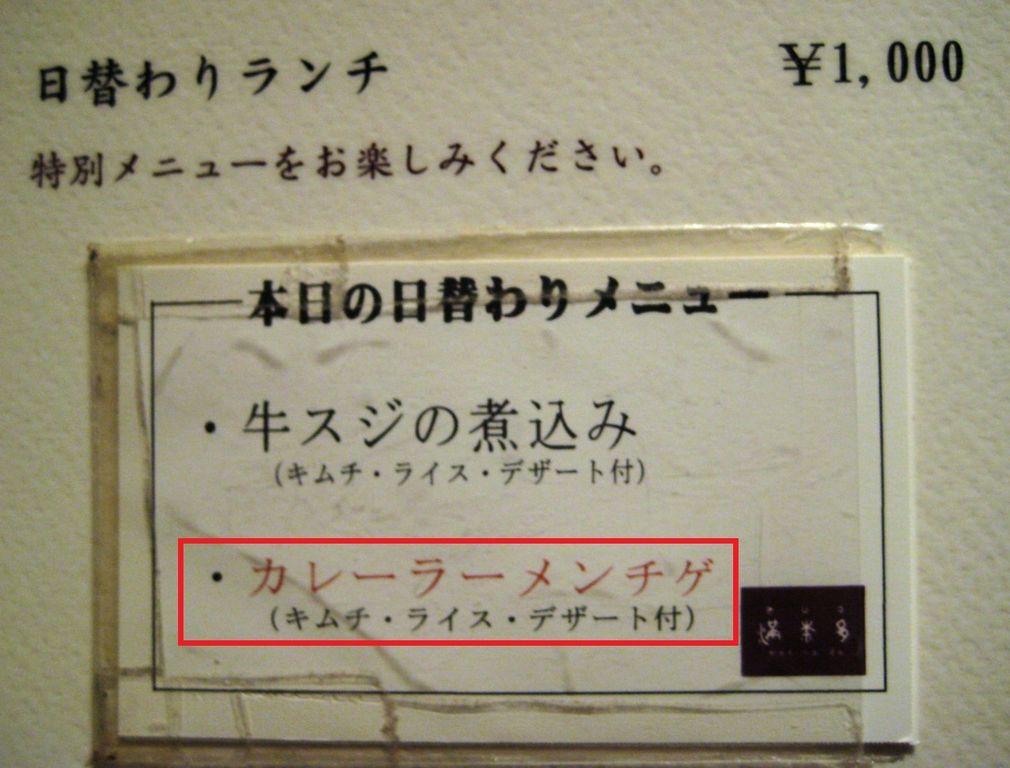 日替わりランチ ¥1,000
特別メニューをお楽しみください。
本日の日替わりメニュー
・牛スジの煮込み
(キムチ・ライス・デザート付)
・カレーラーメンチゲ
(キムチ・ライス・デザート付)